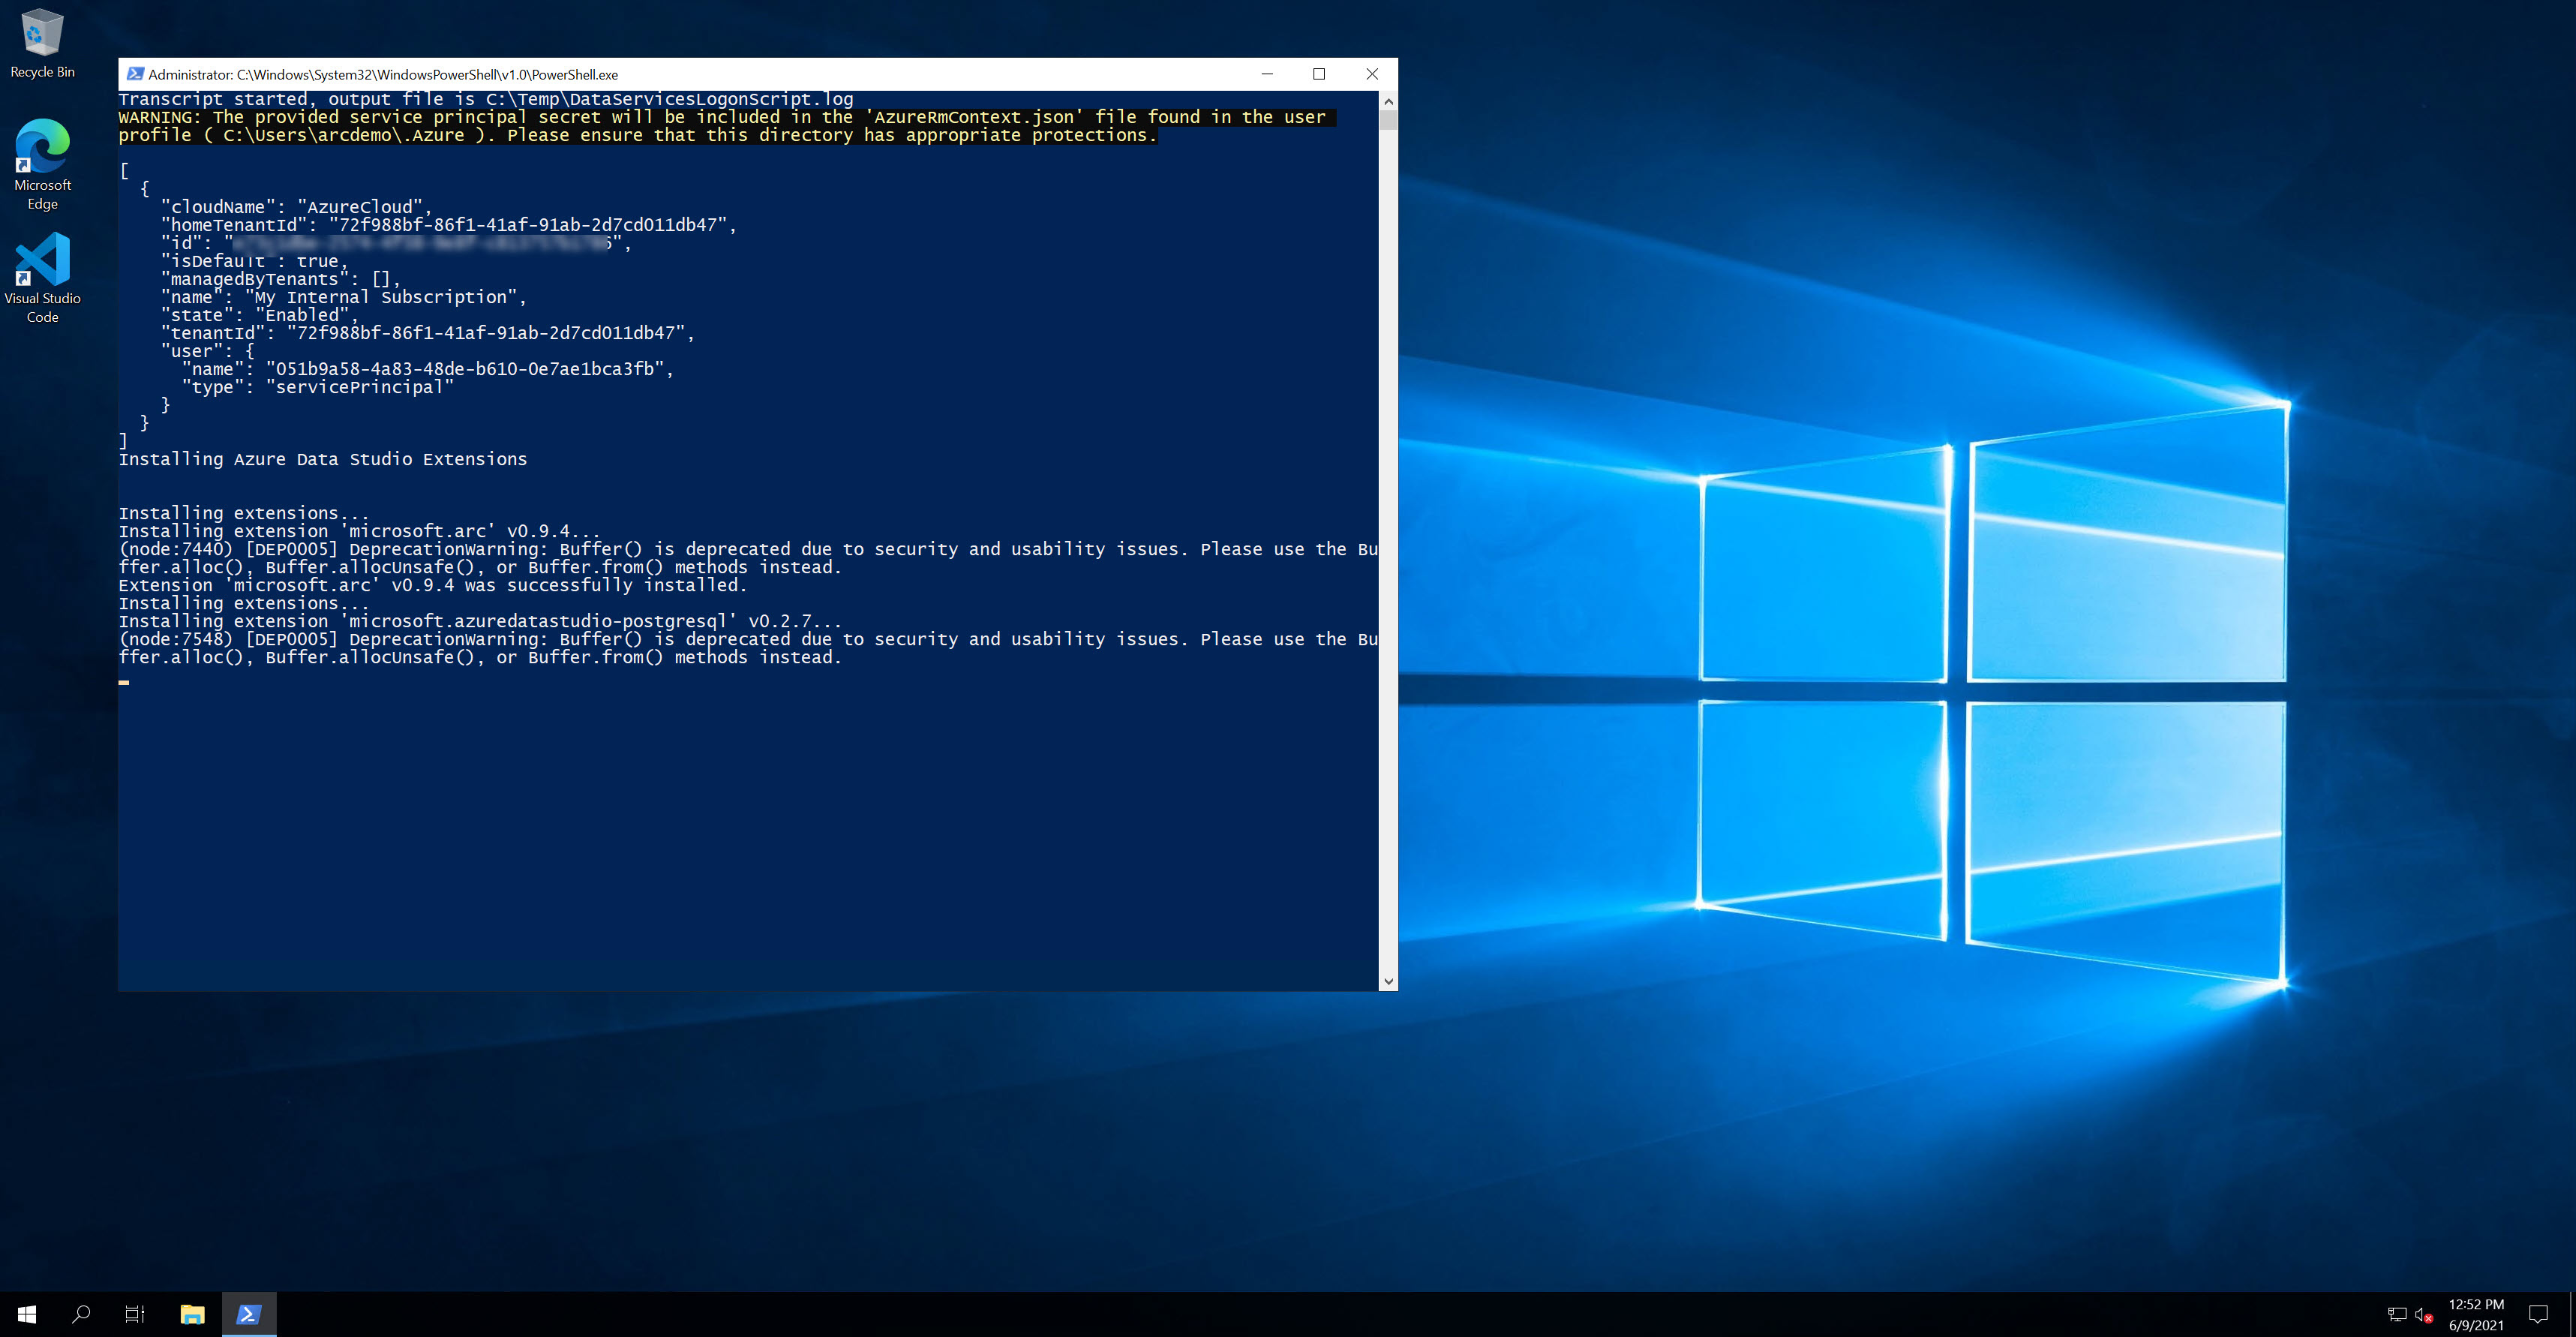 Recycle Bin
Microsoft
Edge
Visual Studio
Code
Administrator: C:\Windows\System32\WindowsPowerShell\v1.0\PowerShell.exe
Transcript started, output file is C:\Temp\DataServicesLogonScript.log
WARNING: The provided service principal secret will be included in the 'AzureRmContext.json' file found in the user
profile ( C:\Users\arcdemo\.Azure ). Please ensure that this directory has appropriate protections.
[
{
"cloudName": "AzureCloud",
"homeTenantId": "72f988bf-86f1-41af-91ab-2d7cd011db47",
"id": "
"isDefault": true,
"managedByTenants": [],
"name": "My Internal Subscription",
"state": "Enabled",
"tenantId": "72f988bf-86f1-41af-91ab-2d7cd011db47",
"user": {
"name": "051b9a58-4a83-48de-b610-0e7ae1bca3fb",
"type": "servicePrincipal"
}
}
]
Installing Azure Data Studio Extensions
Installing extensions...
Installing extension 'microsoft.arc' v0.9.4...
(node:7440) [DEP0005] DeprecationWarning: Buffer() is deprecated due to security and usability issues. Please use the Bu
ffer.alloc(), Buffer.allocUnsafe(), or Buffer.from() methods instead.
Extension 'microsoft.arc' v0.9.4 was successfully installed.
Installing extensions...
Installing extension 'microsoft.azuredatastudio-postgresql' v0.2.7...
(node:7548) [DEP0005] DeprecationWarning: Buffer() is deprecated due to security and usability issues. Please use the Bu
ffer.alloc(), Buffer.allocUnsafe(), or Buffer.from() methods instead.
12:52 PM
6/9/2021